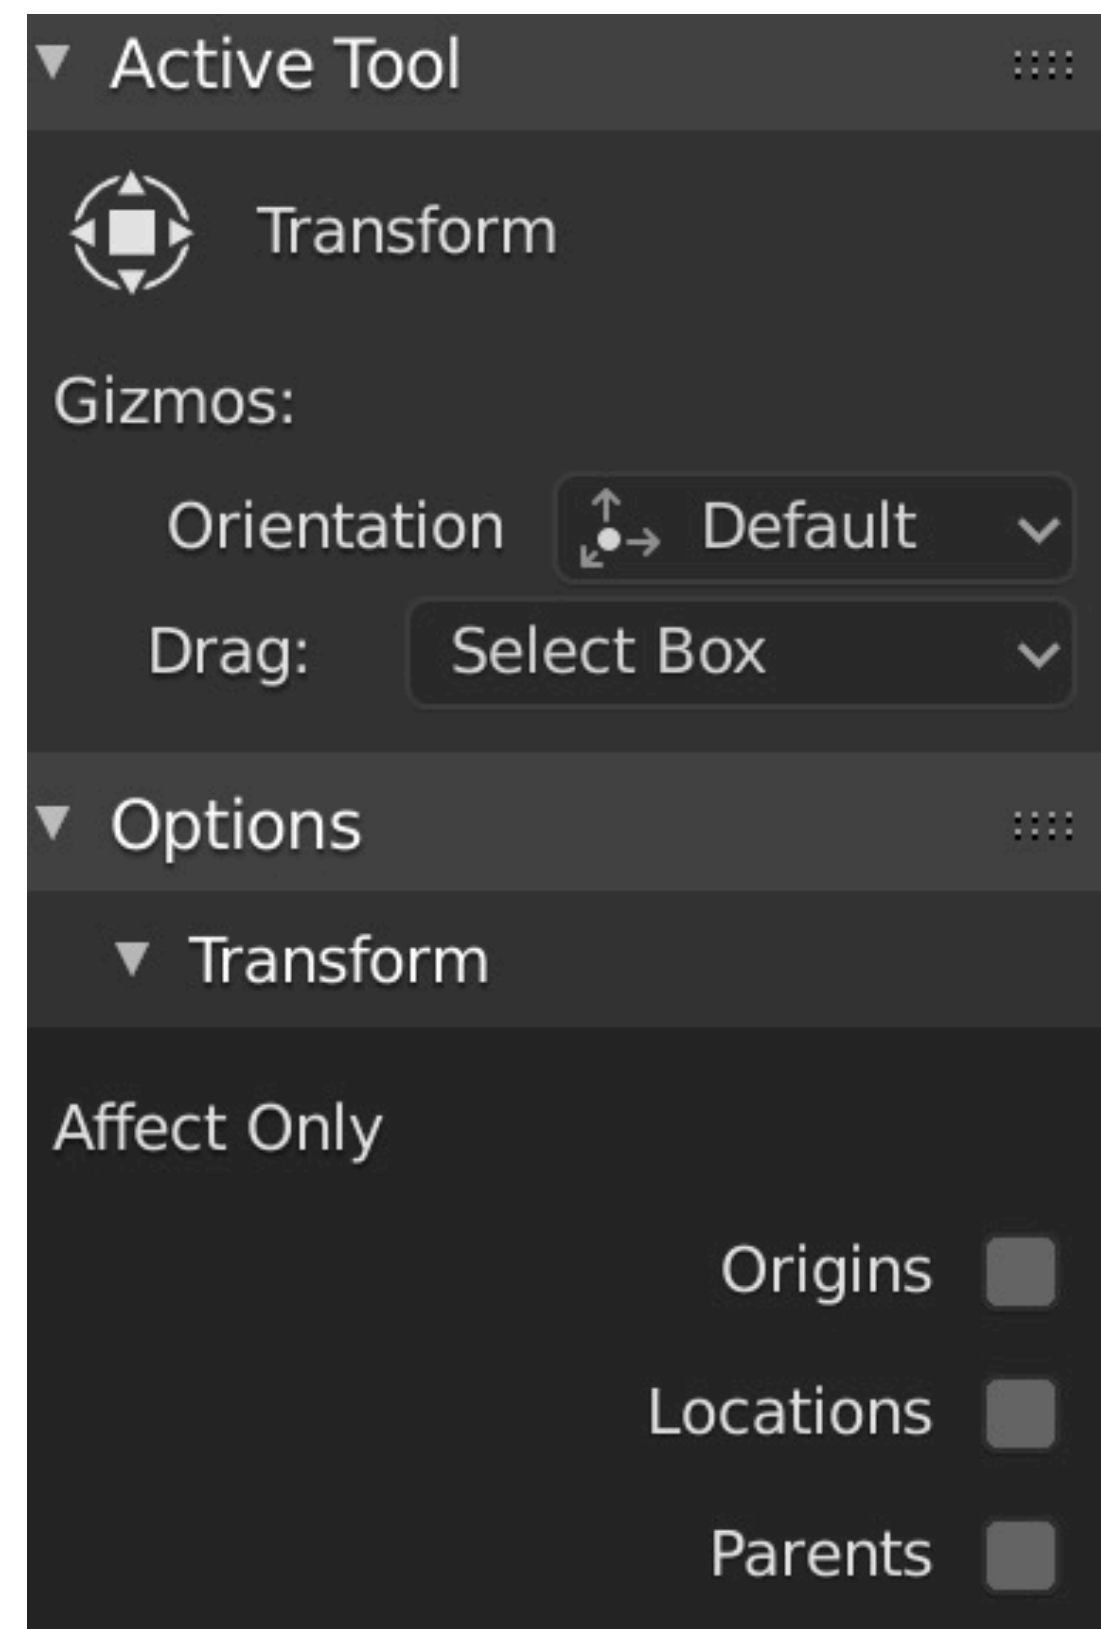 Active Tool
Transform
Gizmos:
Orientation Default
Drag: Select Box
Options
Transform
Affect Only
Origins
Locations
Parents